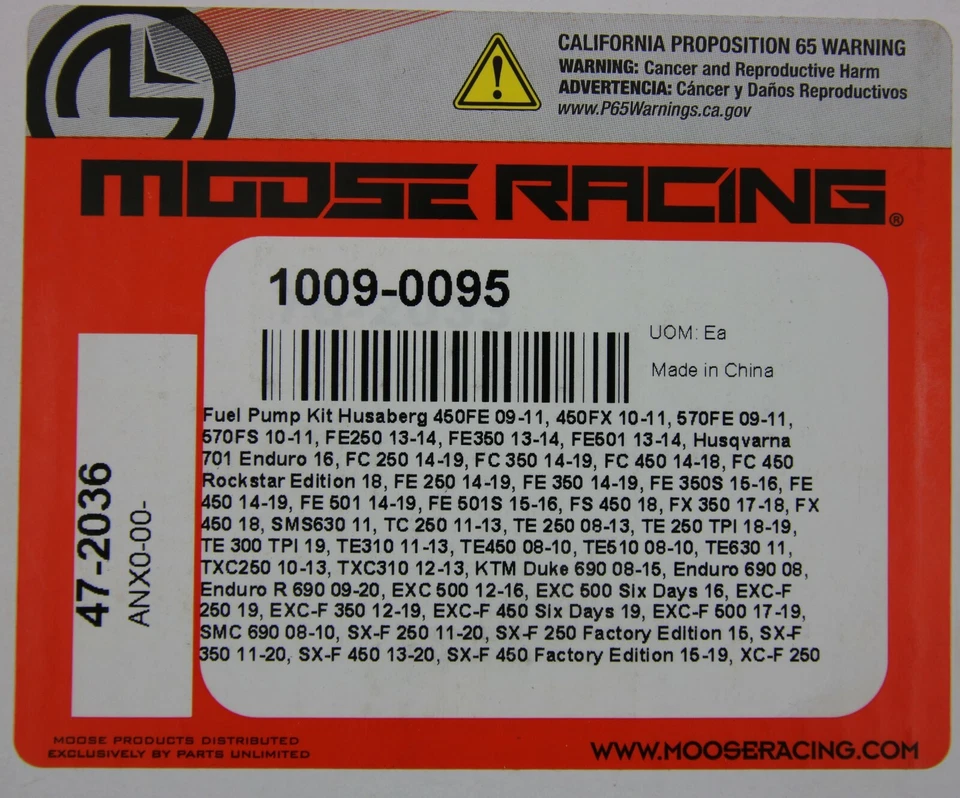 CALIFORNIA PROPOSITION 65 WARNING
WARNING: Cancer and Reproductive Harm
ADVERTENCIA: Cáncer y Daños Reproductivos
www.P65Warnings.ca.gov
MOOSE RACING®
1009-0095
UOM: Ea
Made in China
Fuel Pump Kit Husaberg 450FE 09-11, 450FX 10-11, 570FE 09-11,
570FS 10-11, FE250 13-14, FE350 13-14, FE501 13-14, Husqvarna
701 Enduro 16, FC 250 14-19, FC 350 14-19, FC 450 14-18, FC 450
Rockstar Edition 18, FE 250 14-19, FE 350 14-19, FE 350S 15-16, FE
450 14-19, FE 501 14-19, FE 501S 15-16, FS 450 18, FX 350 17-18, FX
450 18, SMS630 11, TC 250 11-13, TE 250 08-13, TE 250 TPI 18-19,
TE 300 TPI 19, TE310 11-13, TE450 08-10, TE510 08-10, TE630 11,
TXC250 10-13, TXC310 12-13, KTM Duke 690 08-15, Enduro 690 08,
Enduro R 690 09-20, EXC 500 12-16, EXC 500 Six Days 16, EXC-F
250 19, EXC-F 350 12-19, EXC-F 450 Six Days 19, EXC-F 500 17-19,
SMC 690 08-10, SX-F 250 11-20, SX-F 250 Factory Edition 15, SX-F
350 11-20, SX-F 450 13-20, SX-F 450 Factory Edition 15-19, XC-F 250
47-2036
ANX0-00-
MOOSE PRODUCTS DISTRIBUTED
EXCLUSIVELY BY PARTS UNLIMITED
WWW.MOOSERACING.COM